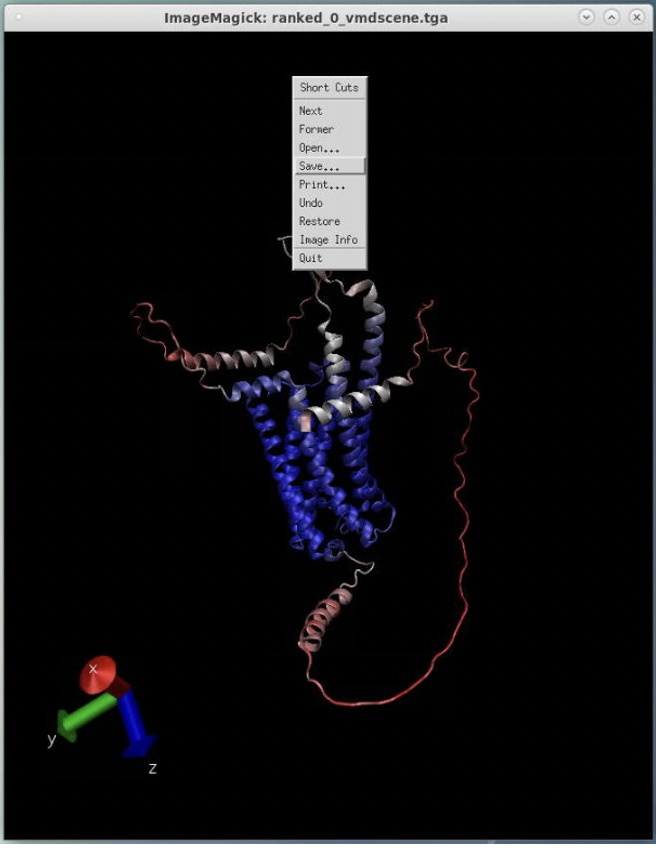 ImageMagick: ranked_0_vmdscene.tga
Short Cuts
Next
Former
Open...
Save...
Print...
Undo
Restore
Image Info
Quit
x
y
z